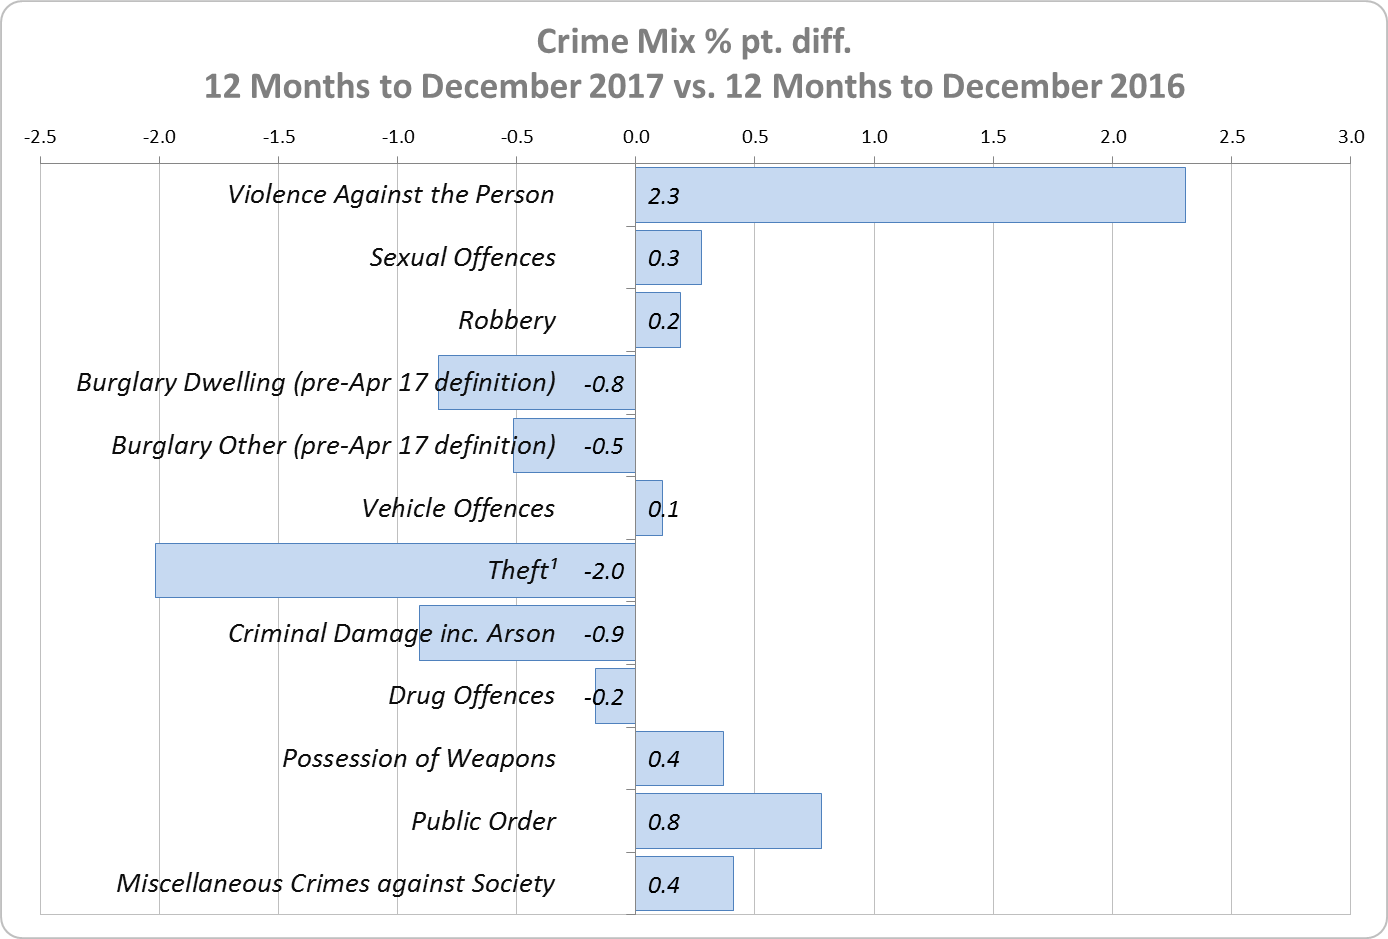 Crime Mix % pt. diff.
12 Months to December 2017 vs. 12 Months to December 2016
-2.5 -2.0 -1.5 -1.0 -0.5 0.0 0.5 1.0 1.5 2.0 2.5 3.0
Violence Against the Person 2.3
Sexual Offences 0.3
Robbery 0.2
Burglary Dwelling (pre-Apr 17 definition) -0.8
Burglary Other (pre-Apr 17 definition) -0.5
Vehicle Offences 0.1
Theft¹ -2.0
Criminal Damage inc. Arson -0.9
Drug Offences -0.2
Possession of Weapons 0.4
Public Order 0.8
Miscellaneous Crimes against Society 0.4